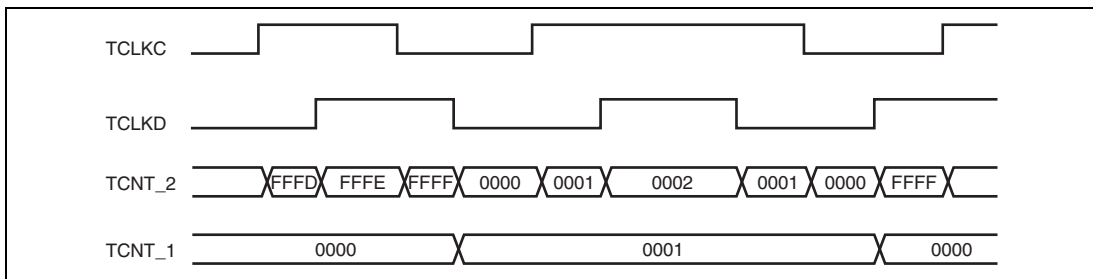 TCLKC
TCLKD
TCNT_2 FFFD FFFE FFFF 0000 0001 0002 0001 0000 FFFF
TCNT_1 0000 0001 0000